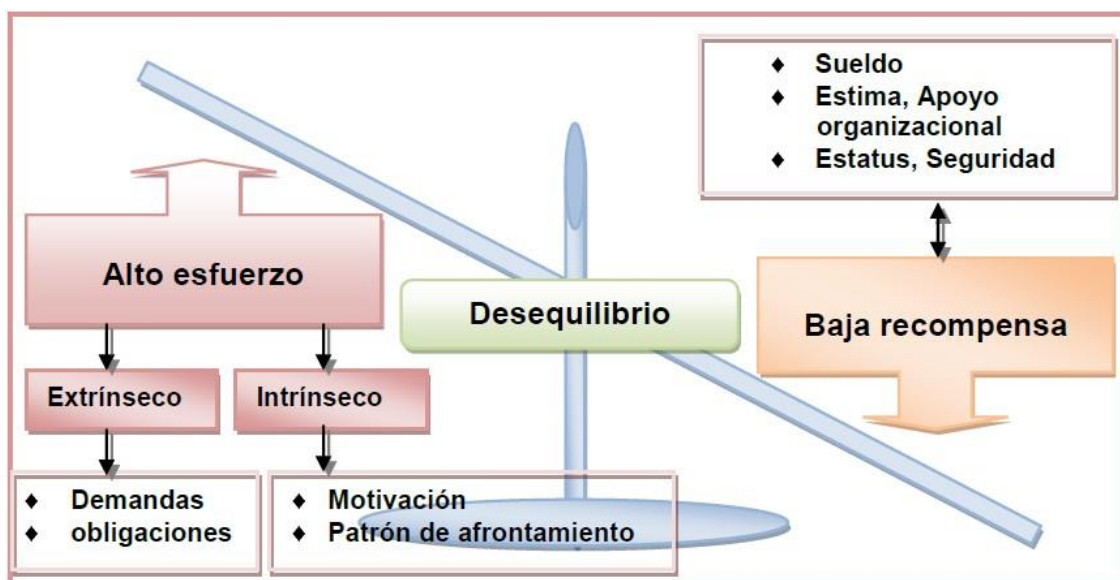 ♦ Sueldo
♦ Estima, Apoyo
organizacional
♦ Estatus, Seguridad
Alto esfuerzo
Desequilibrio
Baja recompensa
Extrínseco
Intrínseco
♦ Demandas
♦ obligaciones
♦ Motivación
♦ Patrón de afrontamiento